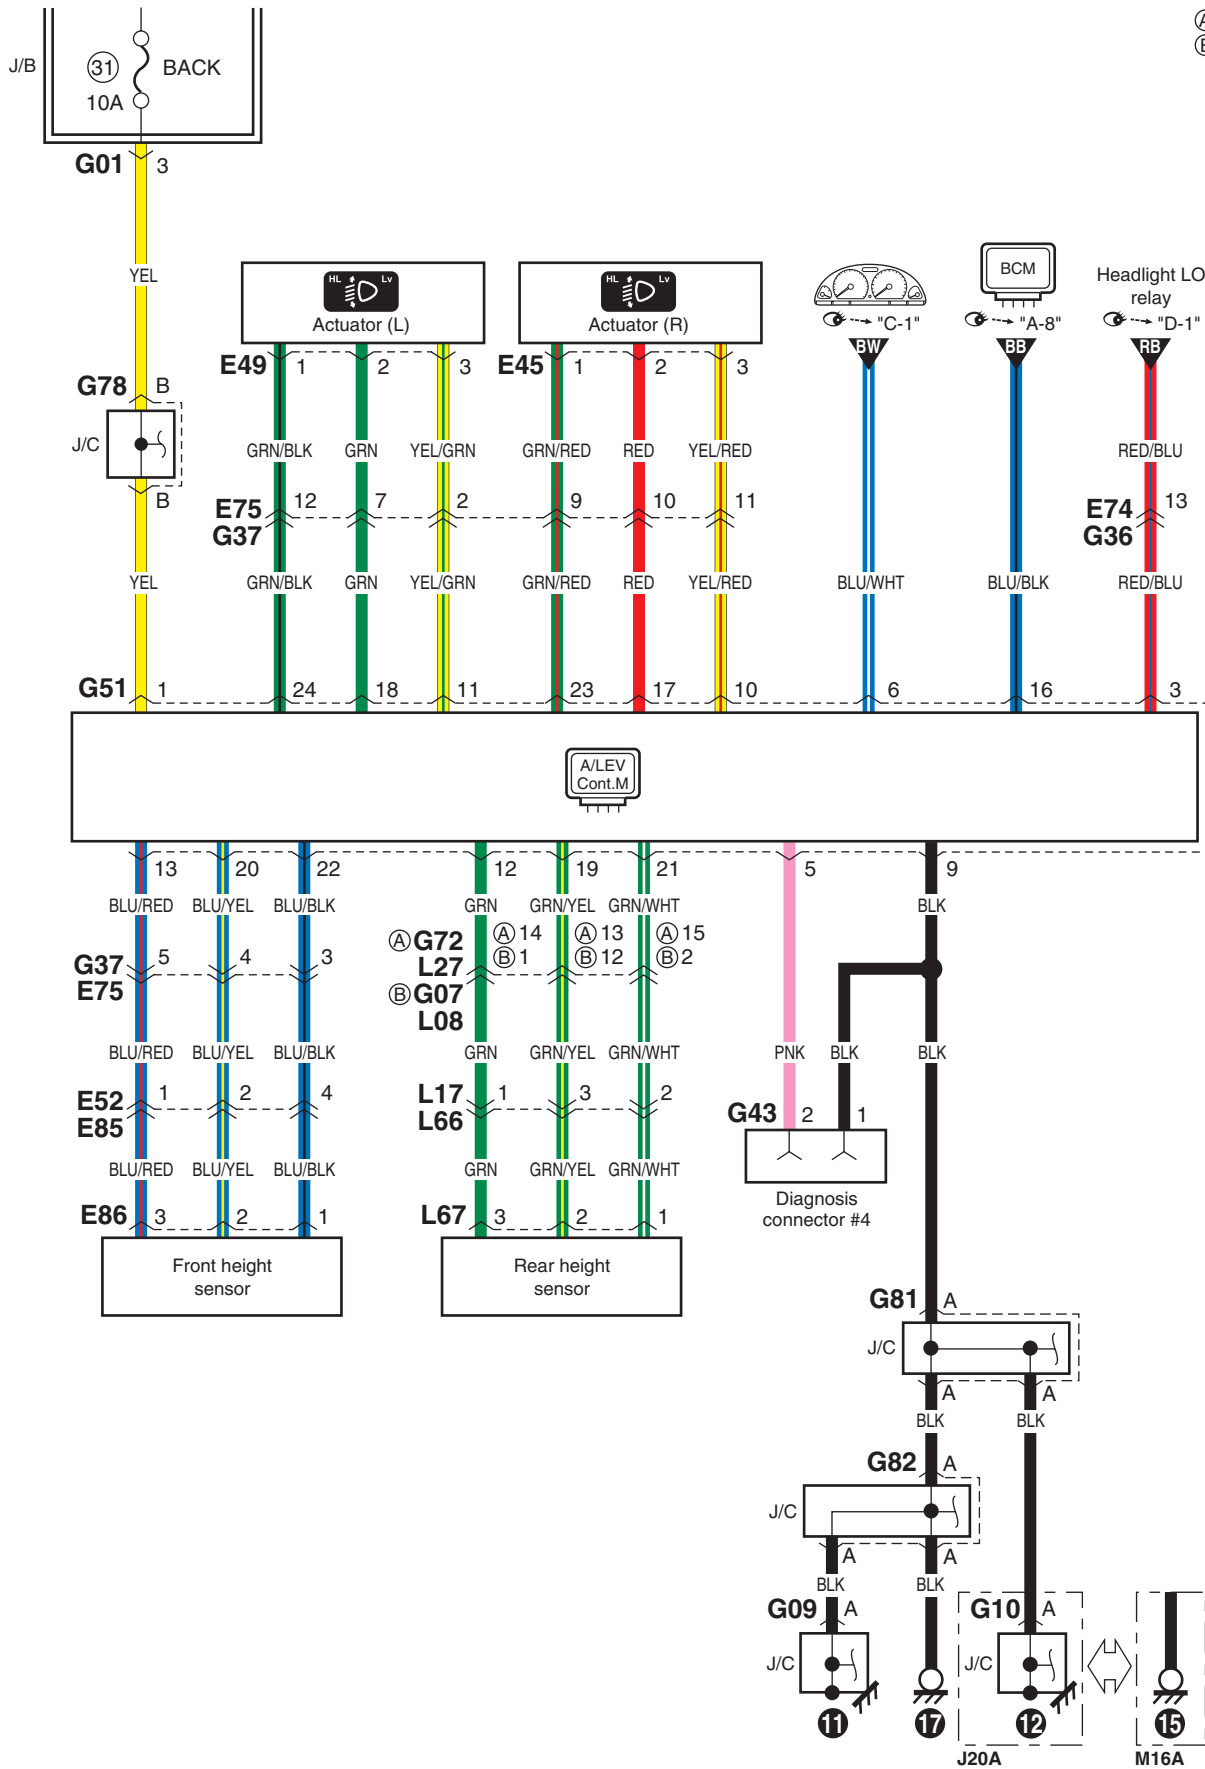 A
B
J/B
31
BACK
10A
G01 3
YEL
HL Lv
Actuator (L)
HL Lv
Actuator (R)
BCM
Headlight LO
relay
"C-1"
"A-8"
"D-1"
BW
BB
RB
E49 1 2 3
E45 1 2 3
G78 B
J/C
B
GRN/BLK GRN YEL/GRN GRN/RED RED YEL/RED RED/BLU
E75 12 7 2 9 10 11
G37
E74 13
G36
YEL GRN/BLK GRN YEL/GRN GRN/RED RED YEL/RED BLU/WHT BLU/BLK RED/BLU
G51 1 24 18 11 23 17 10 6 16 3
A/LEV
Cont.M
13 20 22 12 19 21 5 9
BLU/RED BLU/YEL BLU/BLK GRN GRN/YEL GRN/WHT BLK
A G72 A 14 A 13 A 15
L27 B 1 B 12 B 2
B G07
L08
G37 5 4 3
E75
BLU/RED BLU/YEL BLU/BLK GRN GRN/YEL GRN/WHT PNK BLK BLK
E52 1 2 4
E85
L17 1 3 2
L66
G43 2 1
BLU/RED BLU/YEL BLU/BLK GRN GRN/YEL GRN/WHT
Diagnosis
connector #4
E86 3 2 1
L67 3 2 1
Front height
sensor
Rear height
sensor
G81 A
J/C
A A
BLK BLK
G82 A
J/C
A A
BLK BLK
G09 A
G10 A
J/C
J/C
11
17
12
15
J20A
M16A